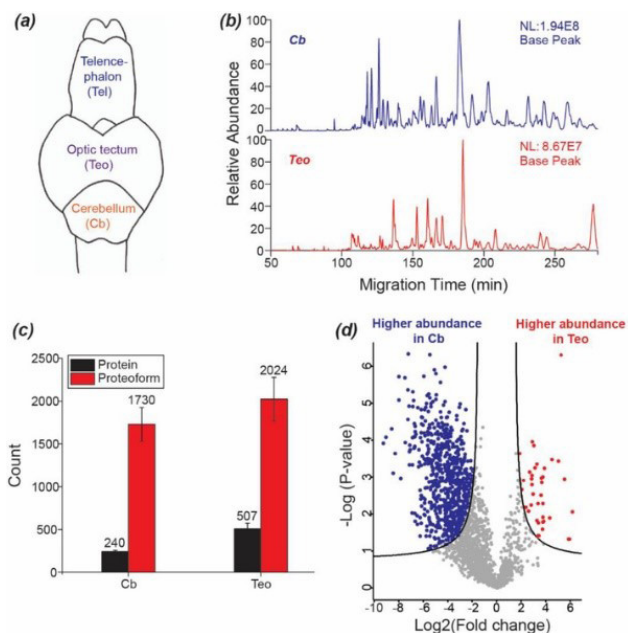 (a)
Telence-
phalon
(Tel)
Optic tectum
(Teo)
Cerebellum
(Cb)
(b)
Cb
NL:1.94E8
Base Peak
100
80
60
40
20
0
Teo
NL: 8.67E7
Base Peak
100
80
60
40
20
0
Relative Abundance
50 100 150 200 250
Migration Time (min)
(c)
Protein
Proteoform
2500
2000
1500
1000
500
0
Count
240
1730
507
2024
Cb Teo
(d)
Higher abundance
in Cb
Higher abundance
in Teo
6
5
4
3
2
1
0
-Log (P-value)
-10 -8 -6 -4 -2 0 2 4 6
Log2(Fold change)